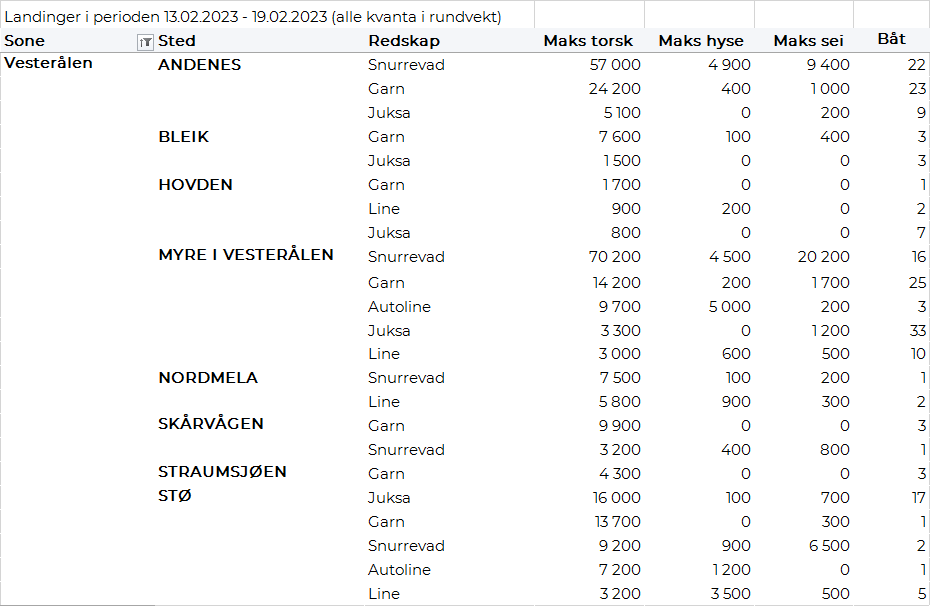 Landinger i perioden 13.02.2023 - 19.02.2023 (alle kvanta i rundvekt)
Sone Sted Redskap Maks torsk Maks hyse Maks sei Båt
Vesterålen ANDENES Snurrevad 57 000 4 900 9 400 22
Garn 24 200 400 1 000 23
Juksa 5 100 0 200 9
BLEIK Garn 7 600 100 400 3
Juksa 1 500 0 0 3
HOVDEN Garn 1 700 0 0 1
Line 900 200 0 2
Juksa 800 0 0 7
MYRE I VESTERÅLEN Snurrevad 70 200 4 500 20 200 16
Garn 14 200 200 1 700 25
Autoline 9 700 5 000 200 3
Juksa 3 300 0 1 200 33
Line 3 000 600 500 10
NORDMELA Snurrevad 7 500 100 200 1
Line 5 800 900 300 2
SKÅRVÅGEN Garn 9 900 0 0 3
Snurrevad 3 200 400 800 1
STRAUMSJØEN Garn 4 300 0 0 3
STØ Juksa 16 000 100 700 17
Garn 13 700 0 300 1
Snurrevad 9 200 900 6 500 2
Autoline 7 200 1 200 0 1
Line 3 200 3 500 500 5